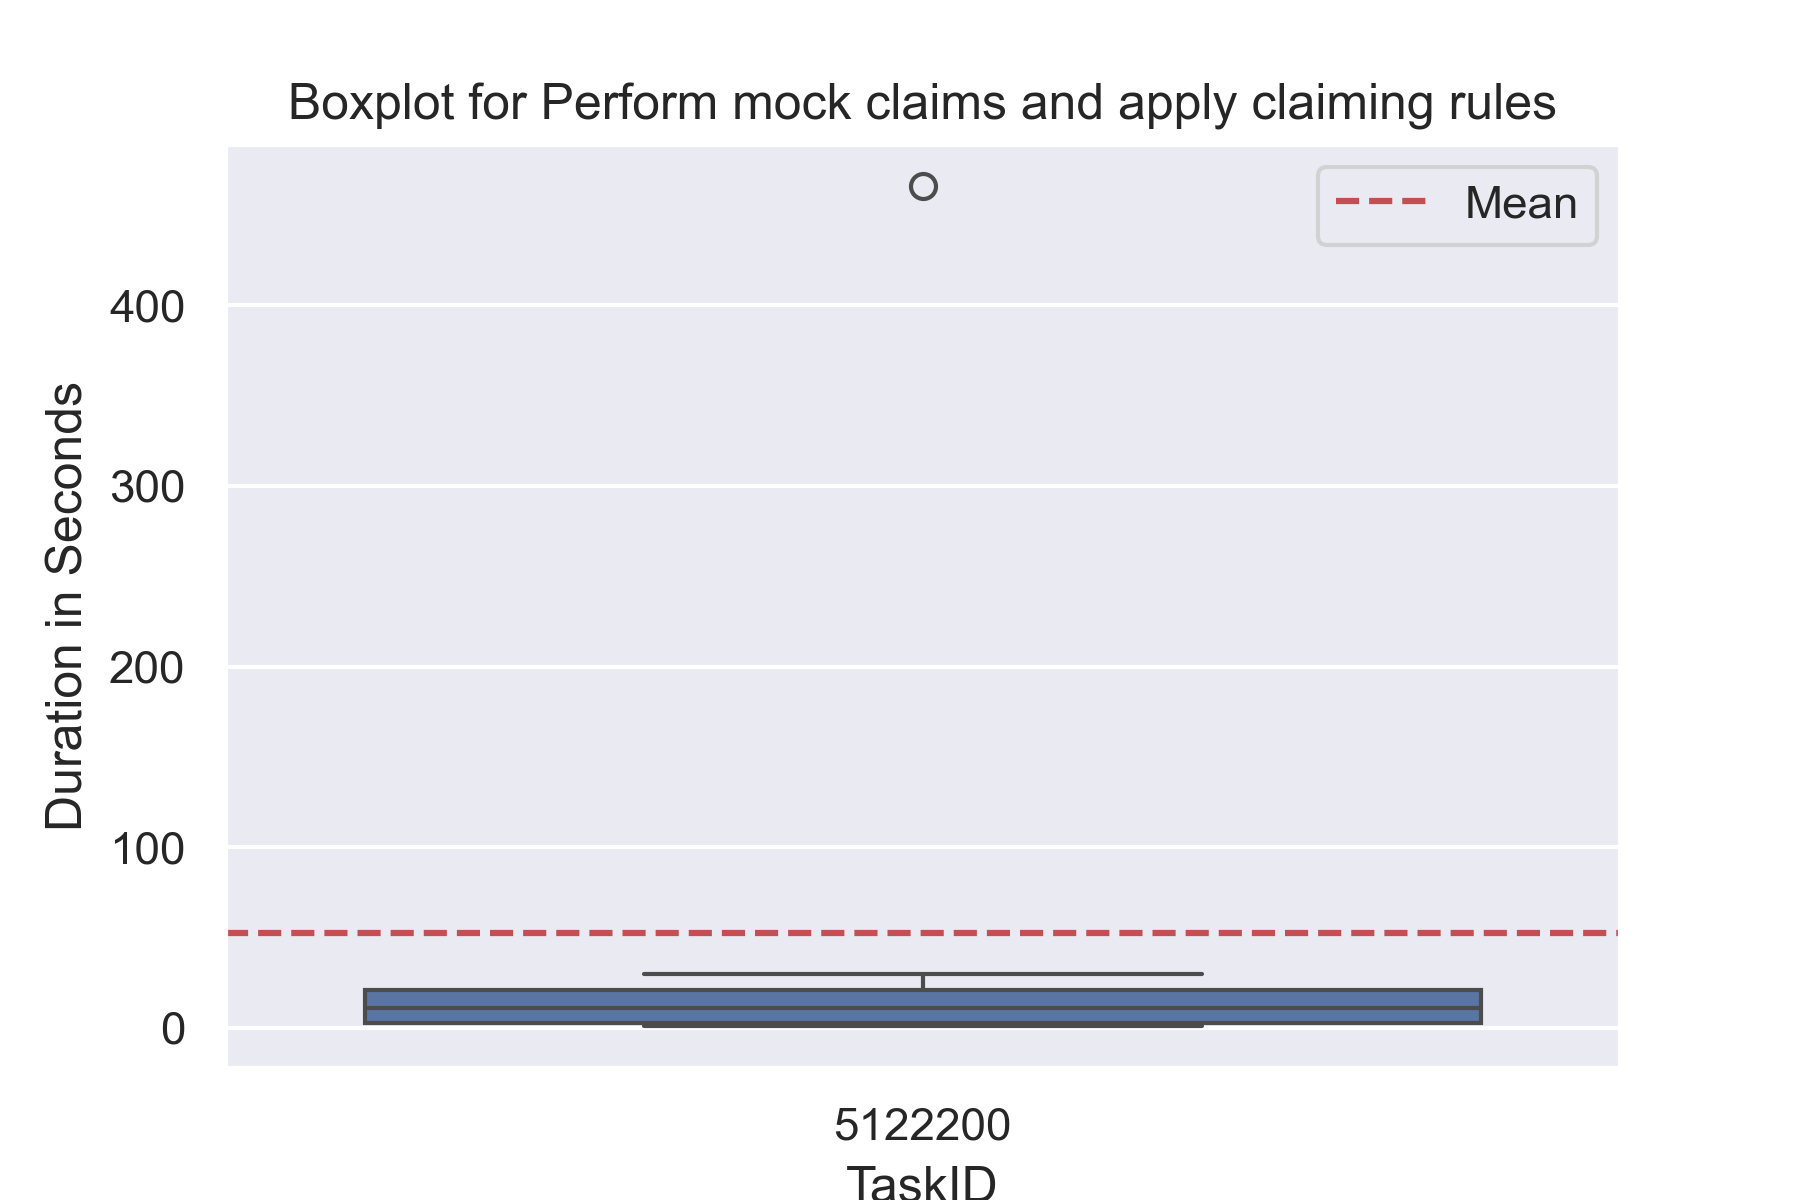 Boxplot for Perform mock claims and apply claiming rules
Mean
400
300
200
100
0
Duration in Seconds
5122200
TaskID